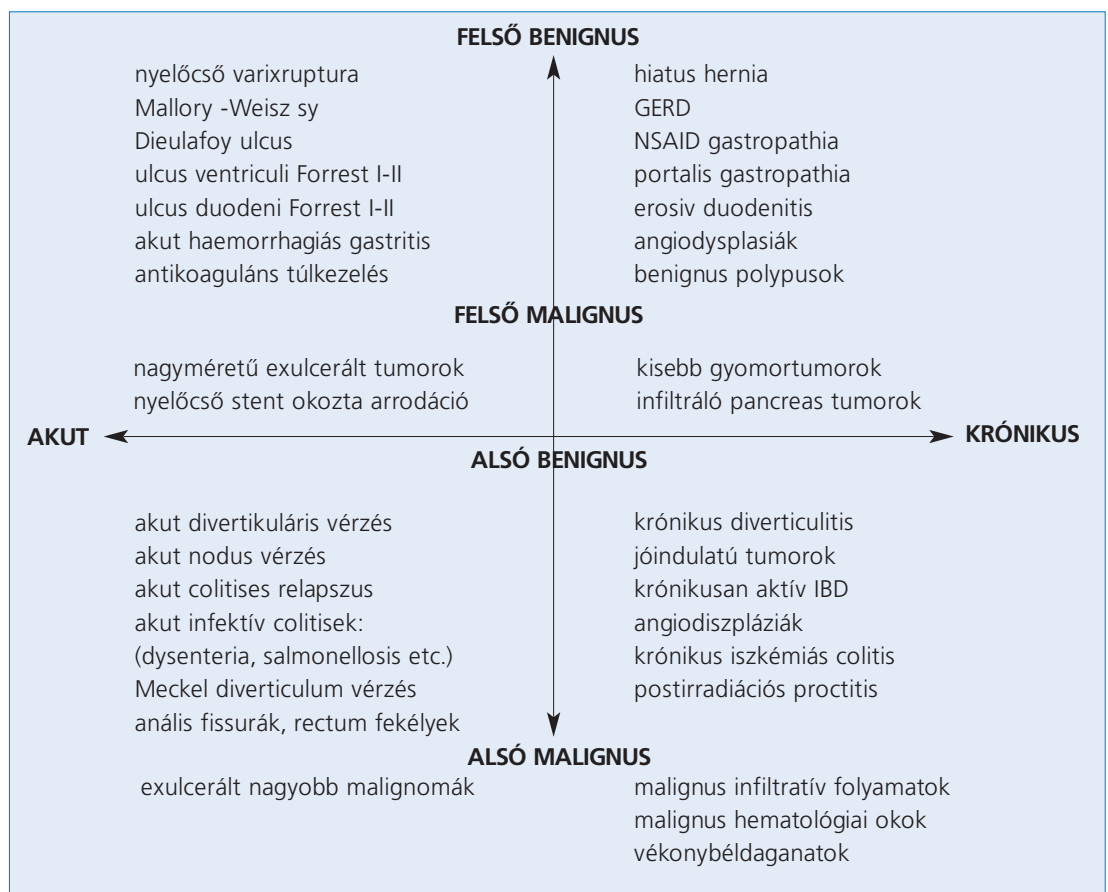 FELSŐ BENIGNUS
nyelőcső varixruptura
Mallory -Weisz sy
Dieulafoy ulcus
ulcus ventriculi Forrest I-II
ulcus duodeni Forrest I-II
akut haemorrhagiás gastritis
antikoaguláns túlkezelés
hiatus hernia
GERD
NSAID gastropathia
portalis gastropathia
erosiv duodenitis
angiodysplasiák
benignus polypusok
FELSŐ MALIGNUS
nagyméretű exulcerált tumorok
nyelőcső stent okozta arrodáció
kisebb gyomortumorok
infiltráló pancreas tumorok
AKUT
KRÓNIKUS
ALSÓ BENIGNUS
akut divertikuláris vérzés
akut nodus vérzés
akut colitises relapszus
akut infektív colitisek:
(dysenteria, salmonellosis etc.)
Meckel diverticulum vérzés
anális fissurák, rectum fekélyek
krónikus diverticulitis
jóindulatú tumorok
krónikusan aktív IBD
angiodiszpláziák
krónikus iszkémiás colitis
postirradiációs proctitis
ALSÓ MALIGNUS
exulcerált nagyobb malignomák
malignus infiltratív folyamatok
malignus hematológiai okok
vékonybéldaganatok